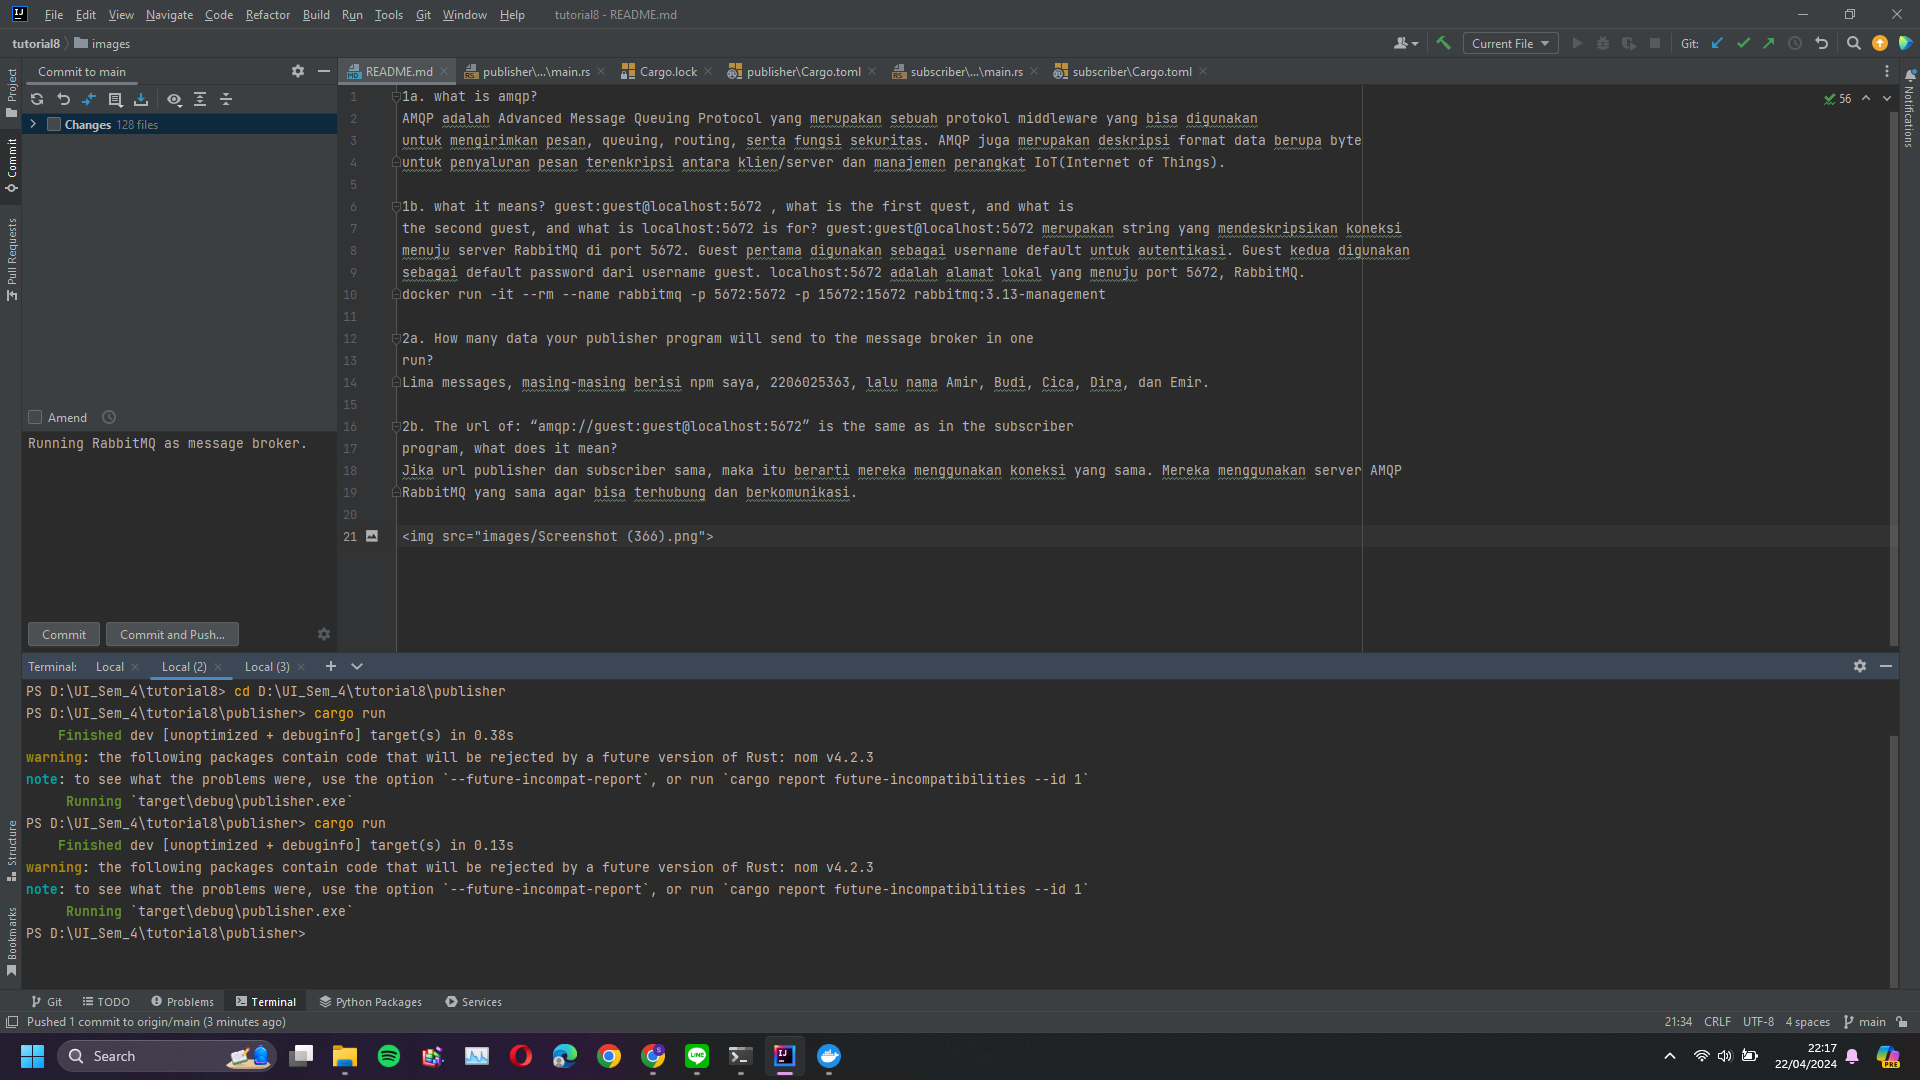 File Edit View Navigate Code Refactor Build Run Tools Git Window Help tutorial8 - README.md
tutorial8 images
Current File
Git:
Project
Commit
Pull Requests
Structure
Bookmarks
Notifications
Commit to main
Changes 128 files
Amend
Running RabbitMQ as message broker.
Commit Commit and Push...
README.md publisher\...\main.rs Cargo.lock publisher\Cargo.toml subscriber\...\main.rs subscriber\Cargo.toml
56
1 1a. what is amqp?
2 AMQP adalah Advanced Message Queuing Protocol yang merupakan sebuah protokol middleware yang bisa digunakan
3 untuk mengirimkan pesan, queuing, routing, serta fungsi sekuritas. AMQP juga merupakan deskripsi format data berupa byte
4 untuk penyaluran pesan terenkripsi antara klien/server dan manajemen perangkat IoT(Internet of Things).
5
6 1b. what it means? guest:guest@localhost:5672 , what is the first quest, and what is
7 the second guest, and what is localhost:5672 is for? guest:guest@localhost:5672 merupakan string yang mendeskripsikan koneksi
8 menuju server RabbitMQ di port 5672. Guest pertama digunakan sebagai username default untuk autentikasi. Guest kedua digunakan
9 sebagai default password dari username guest. localhost:5672 adalah alamat lokal yang menuju port 5672, RabbitMQ.
10 docker run -it --rm --name rabbitmq -p 5672:5672 -p 15672:15672 rabbitmq:3.13-management
11
12 2a. How many data your publisher program will send to the message broker in one
13 run?
14 Lima messages, masing-masing berisi npm saya, 2206025363, lalu nama Amir, Budi, Cica, Dira, dan Emir.
15
16 2b. The url of: “amqp://guest:guest@localhost:5672” is the same as in the subscriber
17 program, what does it mean?
18 Jika url publisher dan subscriber sama, maka itu berarti mereka menggunakan koneksi yang sama. Mereka menggunakan server AMQP
19 RabbitMQ yang sama agar bisa terhubung dan berkomunikasi.
20
21 <img src="images/Screenshot (366).png">
Terminal: Local Local (2) Local (3)
PS D:\UI_Sem_4\tutorial8> cd D:\UI_Sem_4\tutorial8\publisher
PS D:\UI_Sem_4\tutorial8\publisher> cargo run
Finished dev [unoptimized + debuginfo] target(s) in 0.38s
warning: the following packages contain code that will be rejected by a future version of Rust: nom v4.2.3
note: to see what the problems were, use the option `--future-incompat-report`, or run `cargo report future-incompatibilities --id 1`
Running `target\debug\publisher.exe`
PS D:\UI_Sem_4\tutorial8\publisher> cargo run
Finished dev [unoptimized + debuginfo] target(s) in 0.13s
warning: the following packages contain code that will be rejected by a future version of Rust: nom v4.2.3
note: to see what the problems were, use the option `--future-incompat-report`, or run `cargo report future-incompatibilities --id 1`
Running `target\debug\publisher.exe`
PS D:\UI_Sem_4\tutorial8\publisher>
Git TODO Problems Terminal Python Packages Services
Pushed 1 commit to origin/main (3 minutes ago)
21:34 CRLF UTF-8 4 spaces main
Search
22:17
22/04/2024